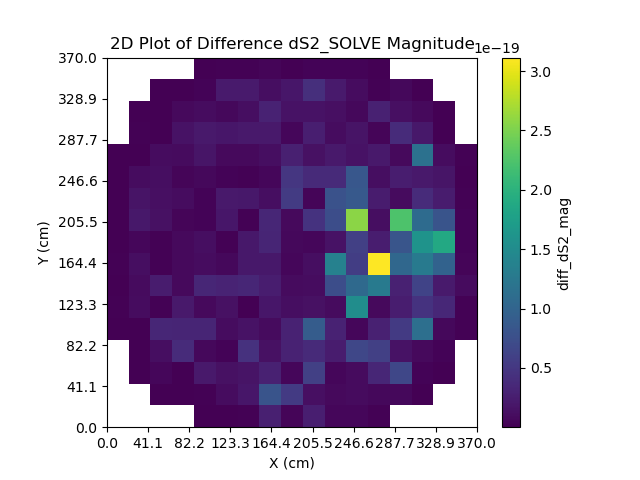 2D Plot of Difference dS2_SOLVE Magnitude
1e−19
370.0
328.9
287.7
246.6
205.5
164.4
123.3
82.2
41.1
0.0
Y (cm)
0.0 41.1 82.2 123.3 164.4 205.5 246.6 287.7 328.9 370.0
X (cm)
3.0
2.5
2.0
1.5
1.0
0.5
diff_dS2_mag